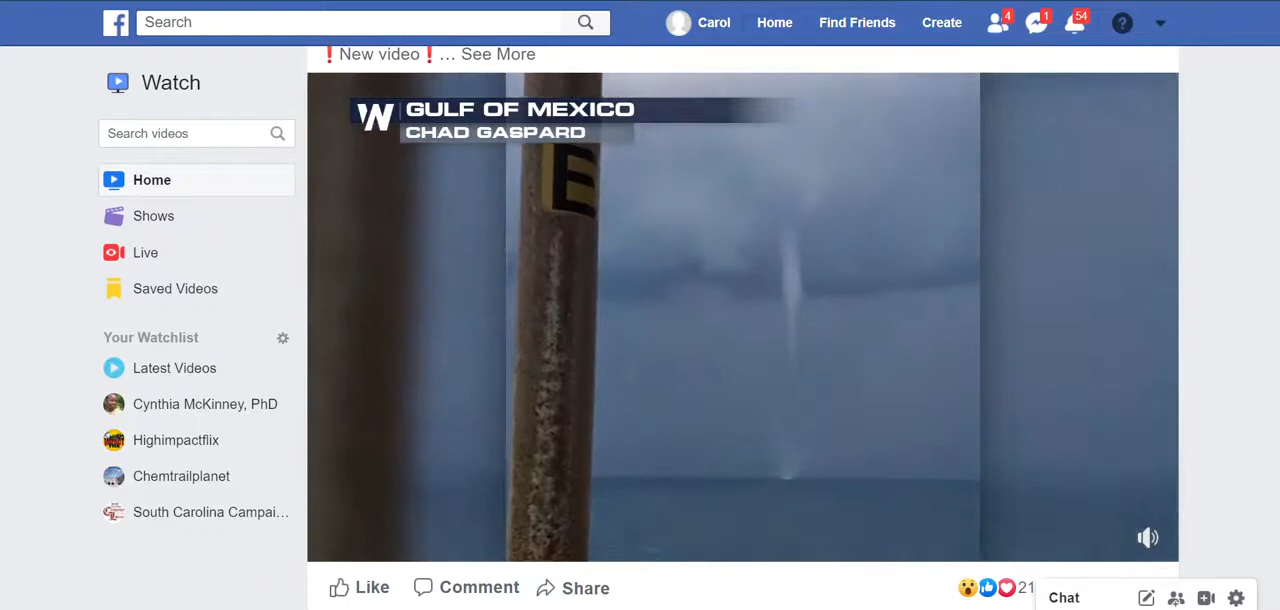 Search
Carol
Home
Find Friends
Create
4
1
54
?
❗New video❗... See More
Watch
Search videos
Home
Shows
Live
Saved Videos
Your Watchlist
Latest Videos
Cynthia McKinney, PhD
Highimpactflix
Chemtrailplanet
South Carolina Campai...
W GULF OF MEXICO
CHAD GASPARD
E
Like
Comment
Share
21
Chat